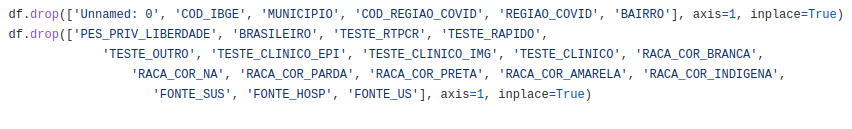 df.drop(['Unnamed: 0', 'COD_IBGE', 'MUNICIPIO', 'COD_REGIAO_COVID', 'REGIAO_COVID', 'BAIRRO'], axis=1, inplace=True)
df.drop(['PES_PRIV_LIBERDADE', 'BRASILEIRO', 'TESTE_RTPCR', 'TESTE_RAPIDO',
'TESTE_OUTRO', 'TESTE_CLINICO_EPI', 'TESTE_CLINICO_IMG', 'TESTE_CLINICO', 'RACA_COR_BRANCA',
'RACA_COR_NA', 'RACA_COR_PARDA', 'RACA_COR_PRETA', 'RACA_COR_AMARELA', 'RACA_COR_INDIGENA',
'FONTE_SUS', 'FONTE_HOSP', 'FONTE_US'], axis=1, inplace=True)